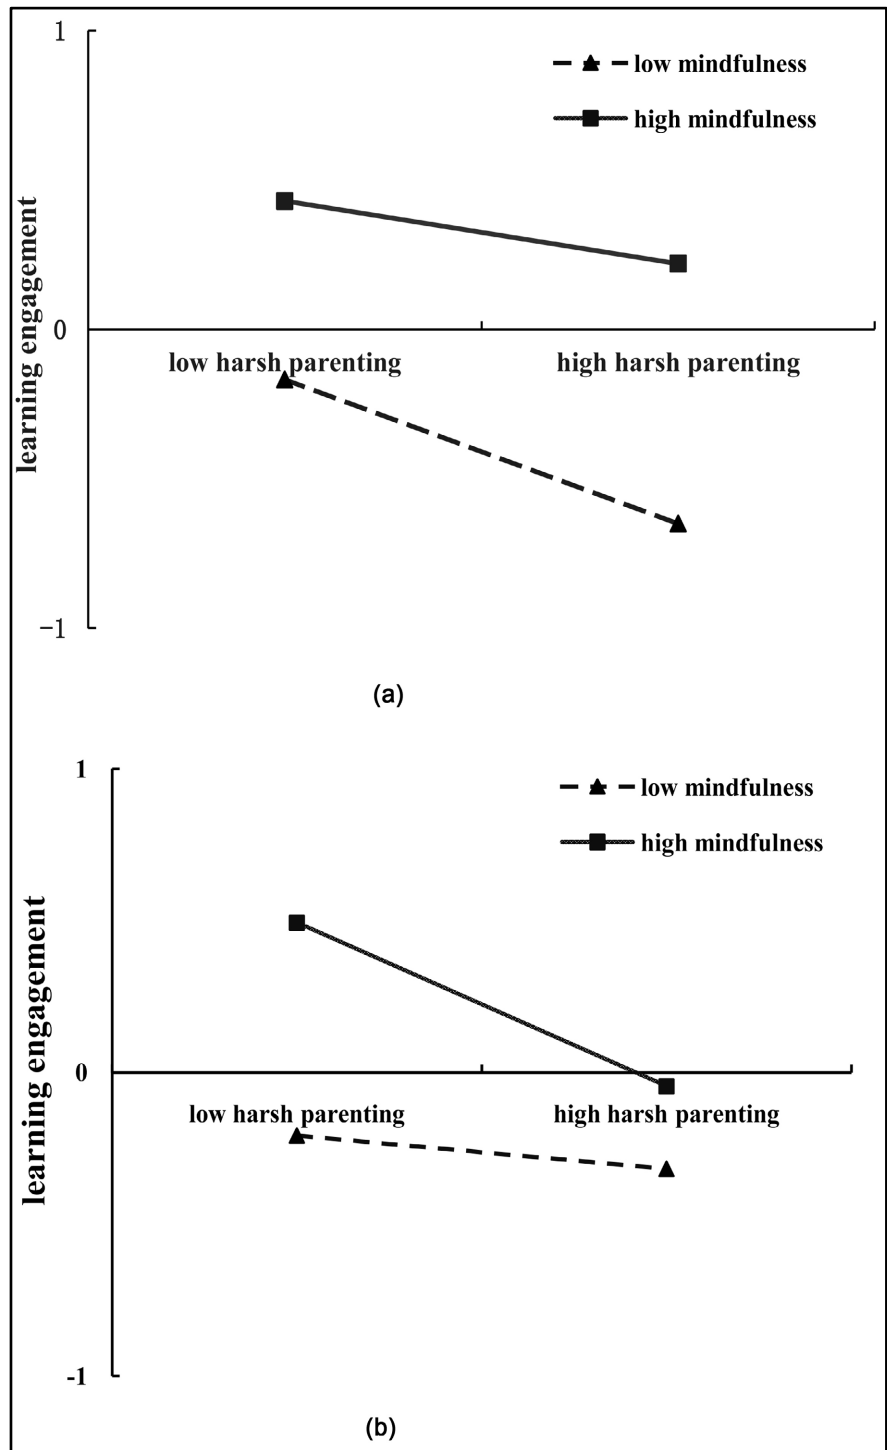 1
low mindfulness
high mindfulness
learning engagement
0
low harsh parenting
high harsh parenting
−1
(a)
1
low mindfulness
high mindfulness
learning engagement
0
low harsh parenting
high harsh parenting
-1
(b)